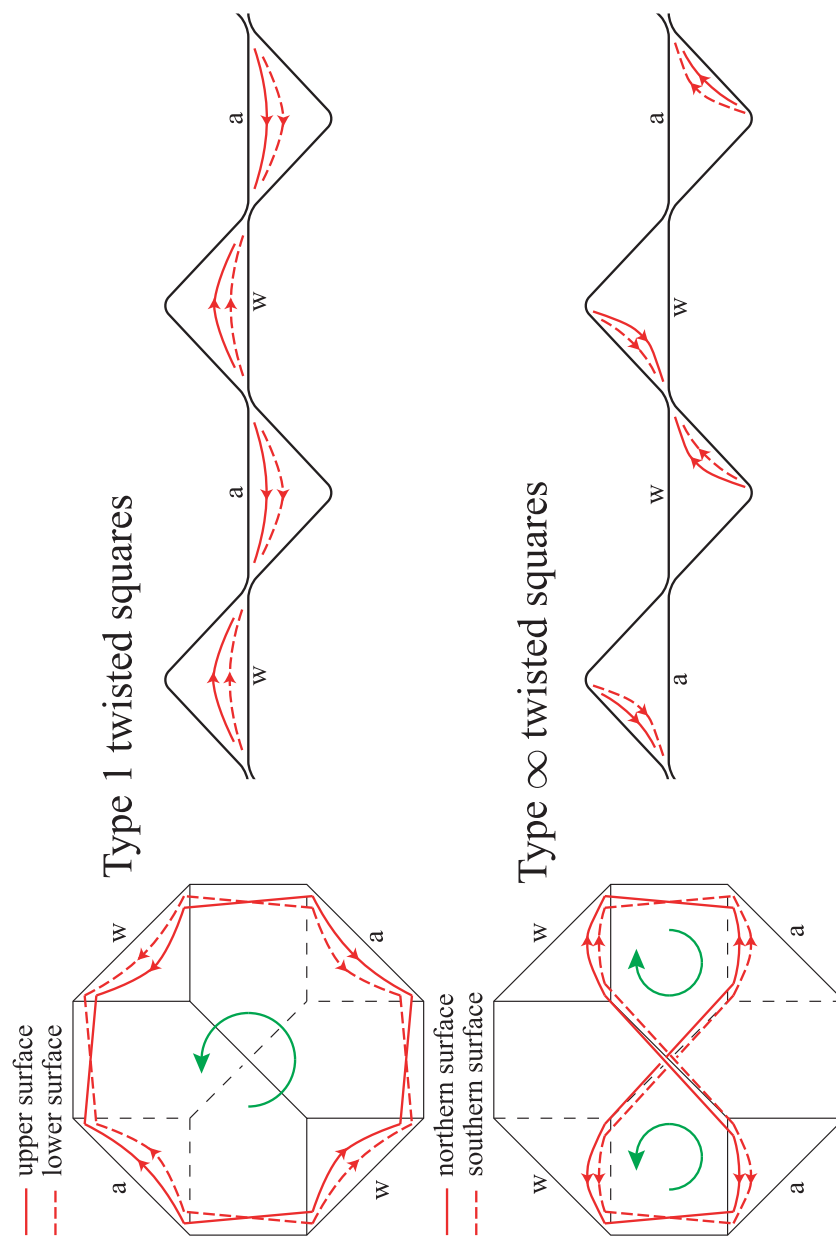 upper surface
lower surface
Type 1 twisted squares
a
w
w
a
w
a
w
a
northern surface
southern surface
Type ∞ twisted squares
w
w
a
a
a
w
w
a